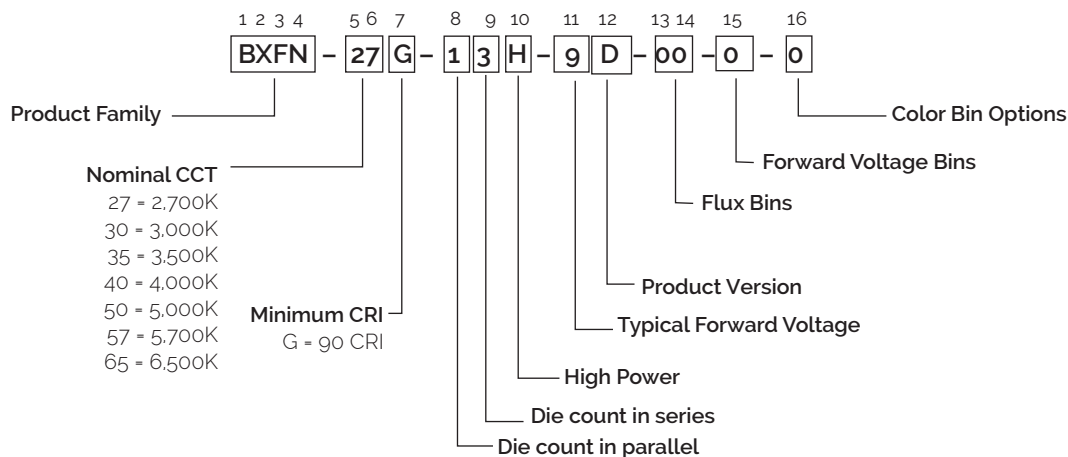 1 2 3 4 5 6 7 8 9 10 11 12 13 14 15 16
BXFN – 27 G – 1 3 H – 9 D – 00 – 0 – 0
Product Family
Color Bin Options
Forward Voltage Bins
Nominal CCT
27 = 2,700K
30 = 3,000K
35 = 3,500K
40 = 4,000K
50 = 5,000K
57 = 5,700K
65 = 6,500K
Flux Bins
Minimum CRI
G = 90 CRI
Product Version
Typical Forward Voltage
High Power
Die count in series
Die count in parallel